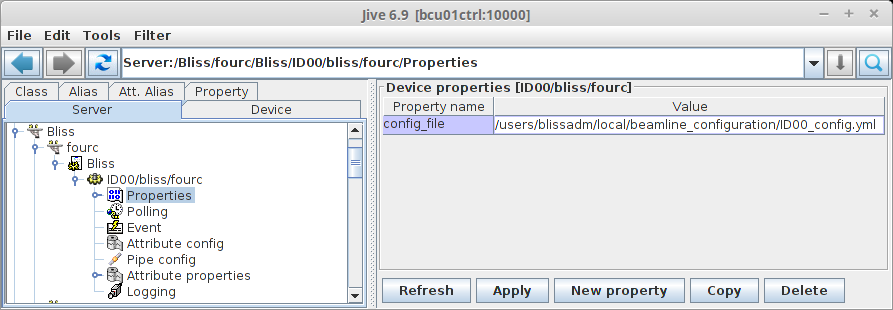 Jive 6.9 [bcu01ctrl:10000]
File Edit Tools Filter
Server:/Bliss/fourc/Bliss/ID00/bliss/fourc/Properties
Class Alias Att. Alias Property
Server Device
Bliss
fourc
Bliss
ID00/bliss/fourc
Properties
Polling
Event
Attribute config
Pipe config
Attribute properties
Logging
Device properties [ID00/bliss/fourc]
Property name Value
config_file /users/blissadm/local/beamline_configuration/ID00_config.yml
Refresh Apply New property Copy Delete